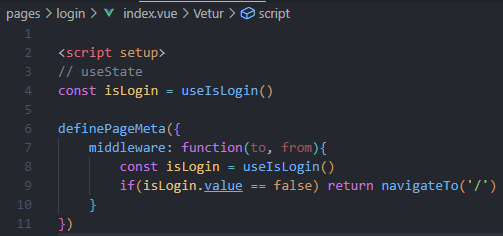 pages > login > index.vue > Vetur > script
1
2 <script setup>
3 // useState
4 const isLogin = useIsLogin()
5
6 definePageMeta({
7     middleware: function(to, from){
8         const isLogin = useIsLogin()
9         if(isLogin.value == false) return navigateTo('/')
10     }
11 })